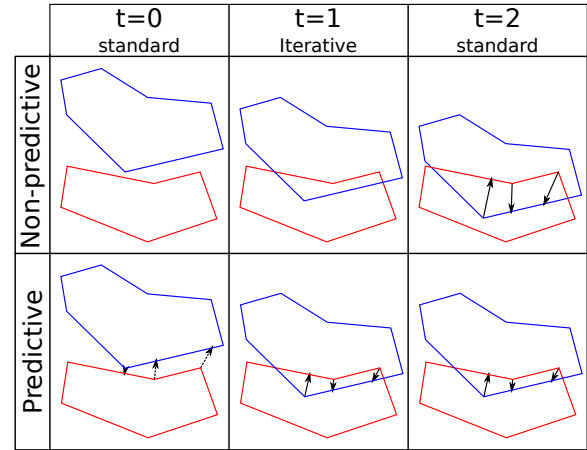 t=0
standard
t=1
Iterative
t=2
standard
Non-predictive
Predictive